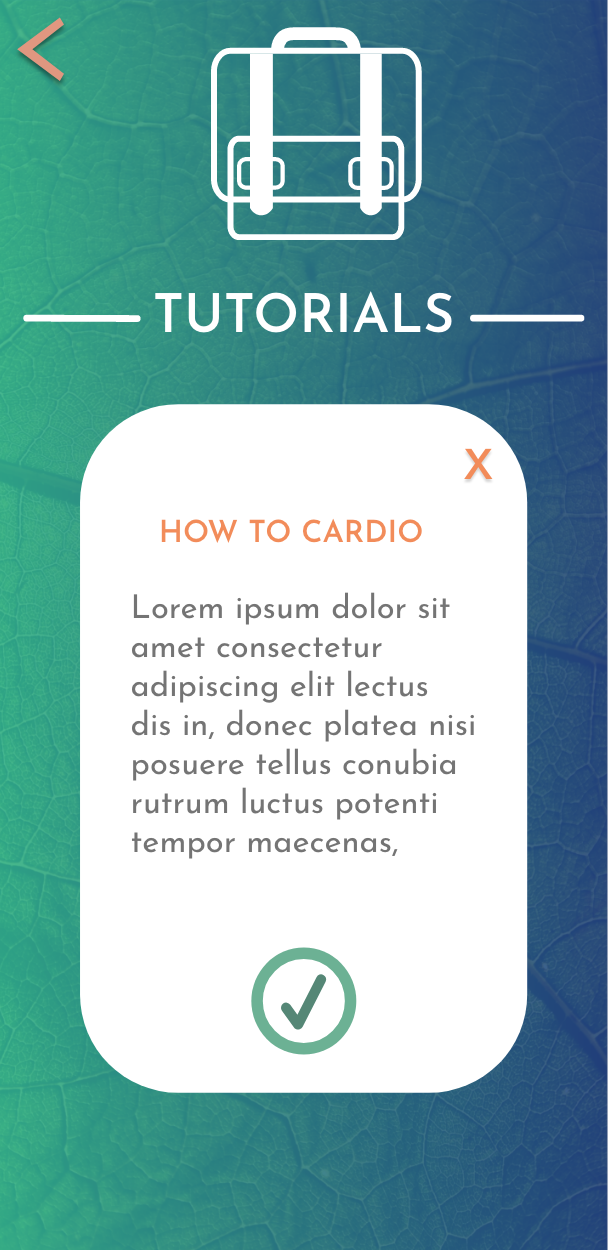 TUTORIALS
X
HOW TO CARDIO
Lorem ipsum dolor sit
amet consectetur
adipiscing elit lectus
dis in, donec platea nisi
posuere tellus conubia
rutrum luctus potenti
tempor maecenas,